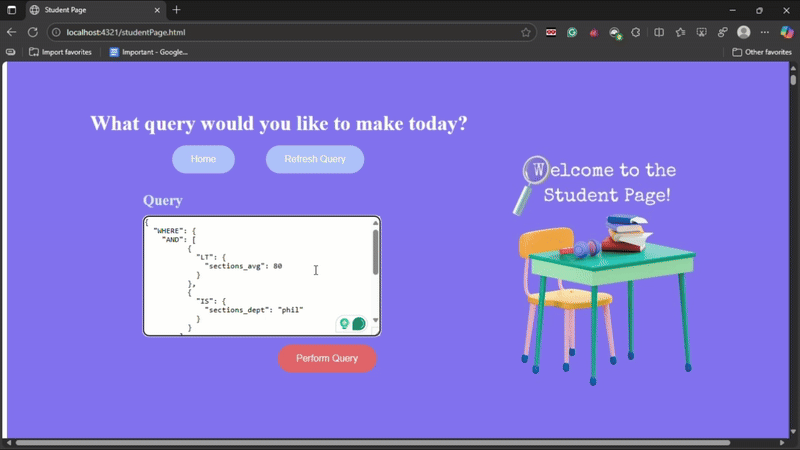 Student Page
localhost:4321/studentPage.html
Import favorites
Important - Google...
Other favorites
What query would you like to make today?
Home
Refresh Query
Welcome to the
Student Page!
Query
{
"WHERE": {
"AND": [
{
"LT": {
"sections_avg": 80
}
},
{
"IS": {
"sections_dept": "phil"
}
}
Perform Query